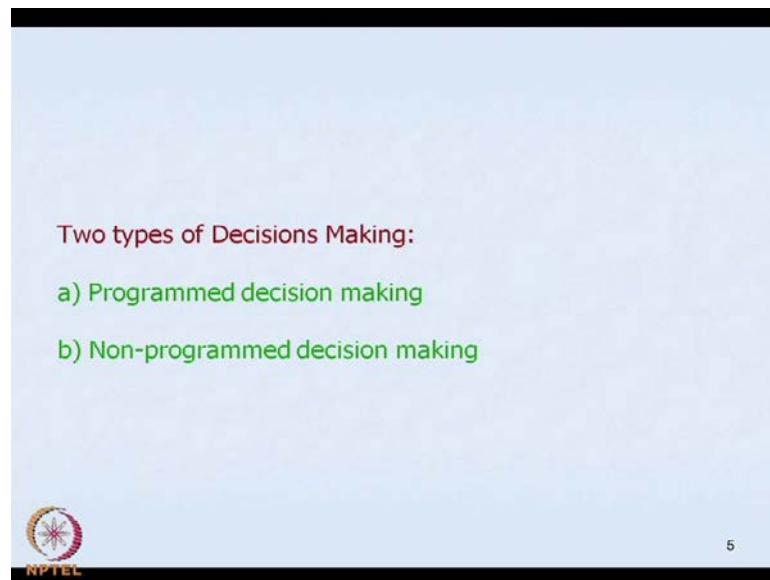 Two types of Decisions Making:
a) Programmed decision making
b) Non-programmed decision making
NPTEL
5